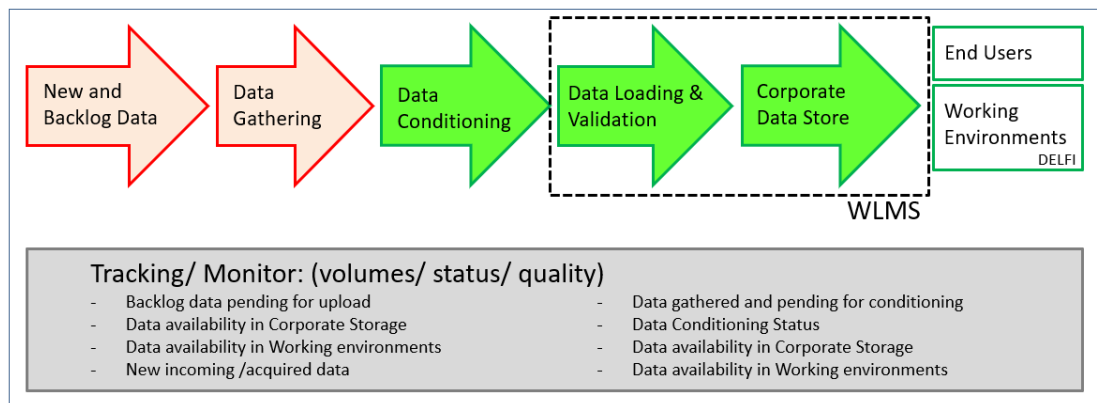 New and
Backlog Data
Data
Gathering
Data
Conditioning
Data Loading &
Validation
Corporate
Data Store
End Users
Working
Environments
DELFI
WLMS
Tracking/ Monitor: (volumes/ status/ quality)
- Backlog data pending for upload
- Data availability in Corporate Storage
- Data availability in Working environments
- New incoming /acquired data
- Data gathered and pending for conditioning
- Data Conditioning Status
- Data availability in Corporate Storage
- Data availability in Working environments